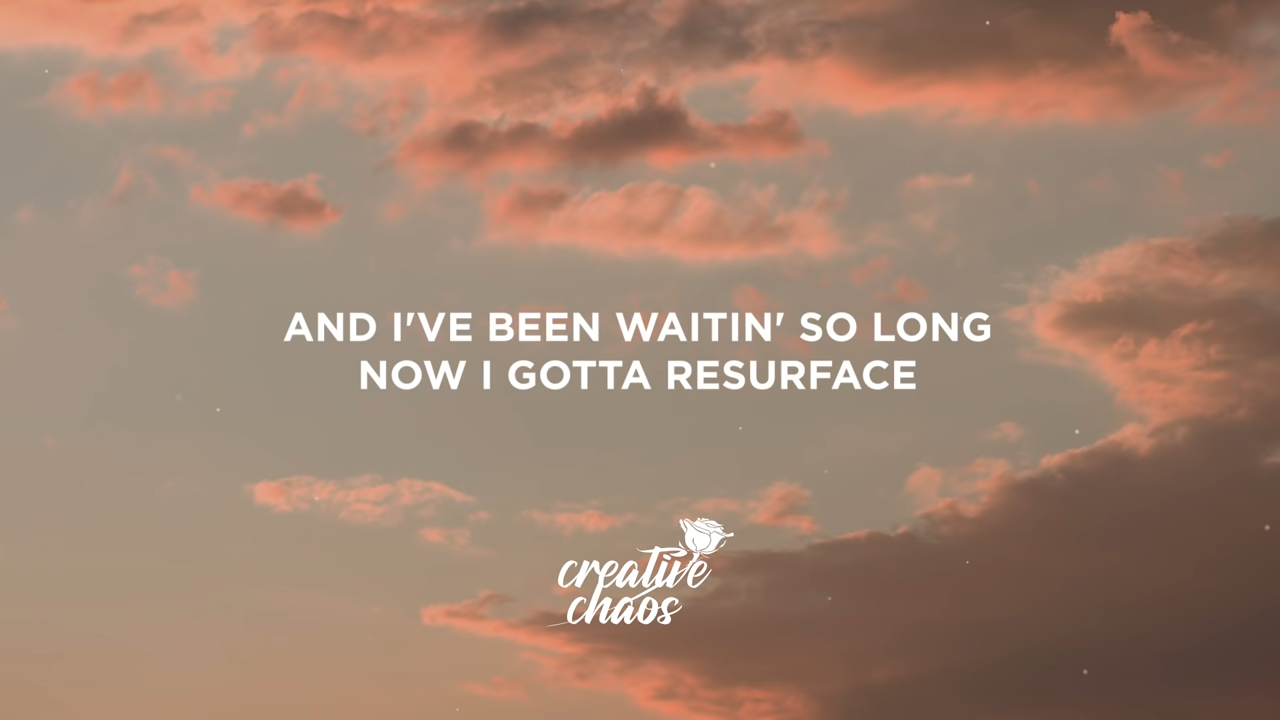 AND I'VE BEEN WAITIN' SO LONG
NOW I GOTTA RESURFACE
creative
chaos